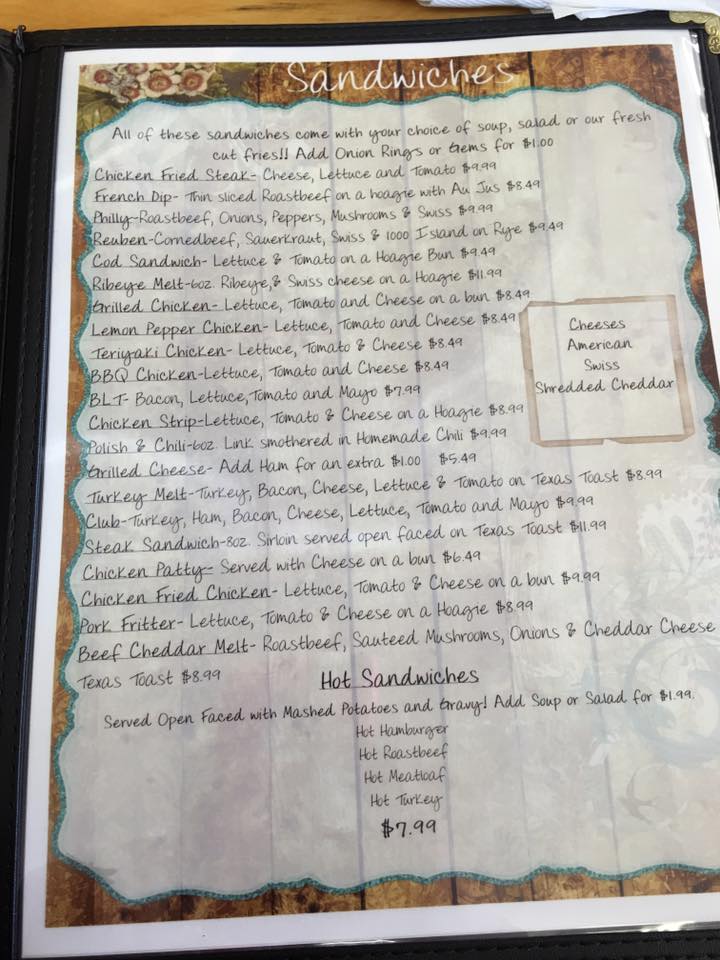 Sandwiches
All of these sandwiches come with your choice of soup, salad or our fresh
cut fries!! Add Onion Rings or Gems for $1.00
Chicken Fried Steak- Cheese, Lettuce and Tomato $9.99
French Dip- Thin sliced Roastbeef on a hoagie with Au Jus $8.49
Philly-Roastbeef, Onions, Peppers, Mushrooms & Swiss $9.99
Reuben-Cornedbeef, Sauerkraut, Swiss & 1000 Island on Rye $9.49
Cod Sandwich- Lettuce & Tomato on a Hoagie Bun $9.49
Ribeye Melt-6oz. Ribeye,& Swiss cheese on a Hoagie $11.99
Grilled Chicken- Lettuce, Tomato and Cheese on a bun $8.49
Lemon Pepper Chicken- Lettuce, Tomato and Cheese $8.49
Teriyaki Chicken- Lettuce, Tomato & Cheese $8.49
BBQ Chicken-Lettuce, Tomato and Cheese $8.49
BLT- Bacon, Lettuce,Tomato and Mayo $7.99
Chicken Strip-Lettuce, Tomato & Cheese on a Hoagie $8.99
Polish & Chili-6oz. Link smothered in Homemade Chili $9.99
Grilled Cheese- Add Ham for an extra $1.00 $5.49
Turkey Melt-Turkey, Bacon, Cheese, Lettuce & Tomato on Texas Toast $8.99
Club-Turkey, Ham, Bacon, Cheese, Lettuce, Tomato and Mayo $9.99
Steak Sandwich-8oz. Sirloin served open faced on Texas Toast $11.99
Chicken Patty- Served with Cheese on a bun $6.49
Chicken Fried Chicken- Lettuce, Tomato & Cheese on a bun $9.99
Pork Fritter- Lettuce, Tomato & Cheese on a Hoagie $8.99
Beef Cheddar Melt- Roastbeef, Sauteed Mushrooms, Onions & Cheddar Cheese
Texas Toast $8.99
Cheeses
American
Swiss
Shredded Cheddar
Hot Sandwiches
Served Open Faced with Mashed Potatoes and Gravy! Add Soup or Salad for $1.99.
Hot Hamburger
Hot Roastbeef
Hot Meatloaf
Hot Turkey
$7.99